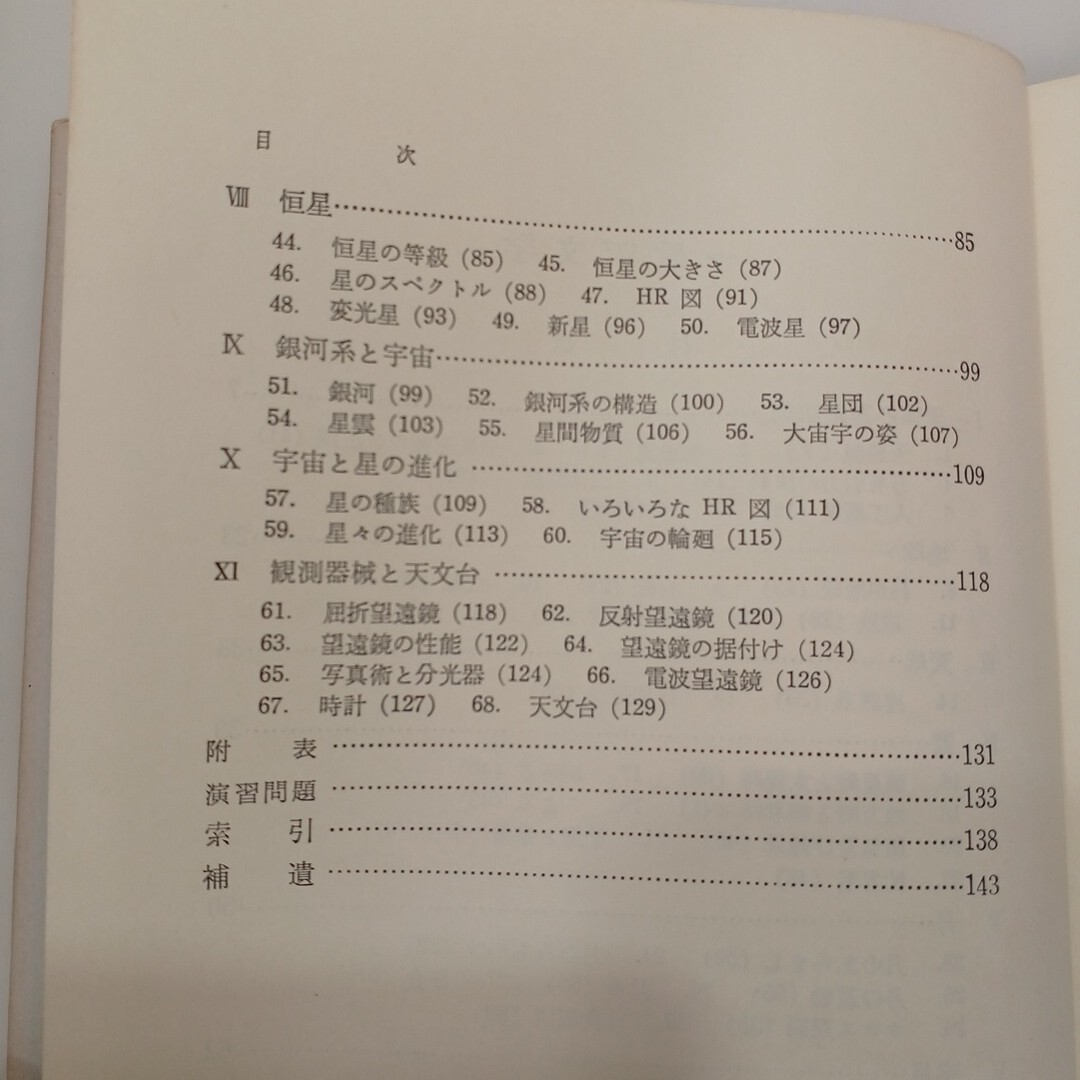 目 次
Ⅷ 恒星……………………………………85
44. 恒星の等級 (85) 45. 恒星の大きさ (87)
46. 星のスペクトル (88) 47. HR 図 (91)
48. 変光星 (93) 49. 新星 (96) 50. 電波星 (97)
Ⅸ 銀河系と宇宙……………………………………99
51. 銀河 (99) 52. 銀河系の構造 (100) 53. 星団 (102)
54. 星雲 (103) 55. 星間物質 (106) 56. 大宙宇の姿 (107)
Ⅹ 宇宙と星の進化……………………………………109
57. 星の種族 (109) 58. いろいろな HR 図 (111)
59. 星々の進化 (113) 60. 宇宙の輪廻 (115)
Ⅺ 観測器械と天文台……………………………………118
61. 屈折望遠鏡 (118) 62. 反射望遠鏡 (120)
63. 望遠鏡の性能 (122) 64. 望遠鏡の据付け (124)
65. 写真術と分光器 (124) 66. 電波望遠鏡 (126)
67. 時計 (127) 68. 天文台 (129)
附 表……………………………………131
演習問題……………………………………133
索 引……………………………………138
補 遺……………………………………143